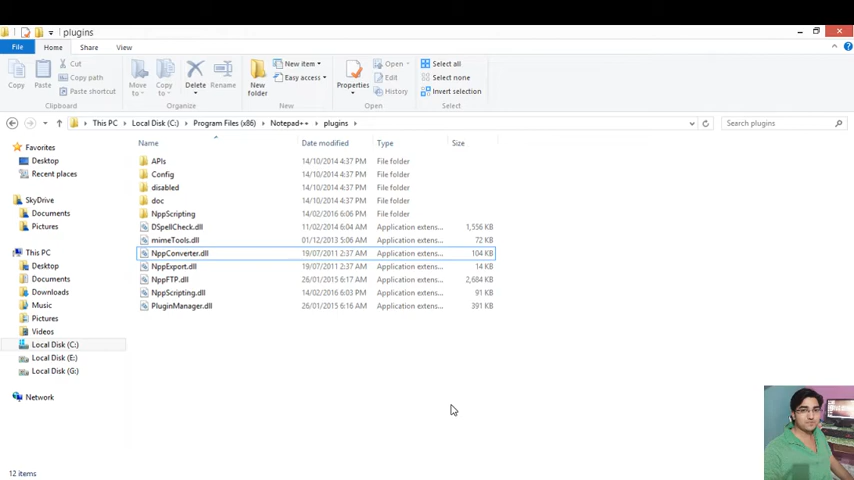 plugins
File Home Share View
Copy Paste Cut Copy path Paste shortcut Clipboard
Move to Copy to Delete Rename Organize
New folder New item Easy access New
Properties Open Edit History Open
Select all Select none Invert selection Select
This PC Local Disk (C:) Program Files (x86) Notepad++ plugins Search plugins
Name Date modified Type Size
Favorites
Desktop
Recent places
SkyDrive
Documents
Pictures
This PC
Desktop
Documents
Downloads
Music
Pictures
Videos
Local Disk (C:)
Local Disk (E:)
Local Disk (G:)
Network
APIs 14/10/2014 4:37 PM File folder
Config 14/10/2014 4:37 PM File folder
disabled 14/10/2014 4:37 PM File folder
doc 14/10/2014 4:37 PM File folder
NppScripting 14/02/2016 6:06 PM File folder
DSpellCheck.dll 11/02/2014 6:04 AM Application extens... 1,556 KB
mimeTools.dll 01/12/2013 5:06 AM Application extens... 72 KB
NppConverter.dll 19/07/2011 2:37 AM Application extens... 104 KB
NppExport.dll 19/07/2011 2:37 AM Application extens... 14 KB
NppFTP.dll 26/01/2015 6:17 AM Application extens... 2,684 KB
NppScripting.dll 14/02/2016 6:03 PM Application extens... 91 KB
PluginManager.dll 26/01/2015 6:16 AM Application extens... 391 KB
12 items